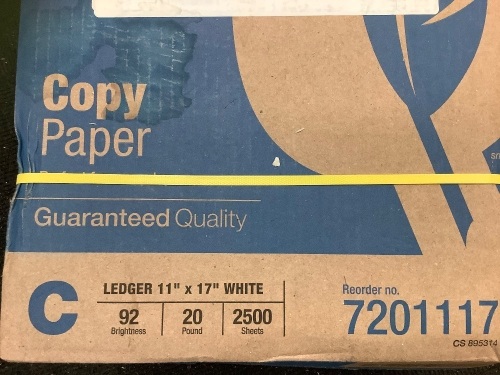 Copy
Paper
Guaranteed Quality
C
LEDGER 11" x 17" WHITE
92 20 2500
Brightness Pound Sheets
Reorder no.
7201117
CS 895314